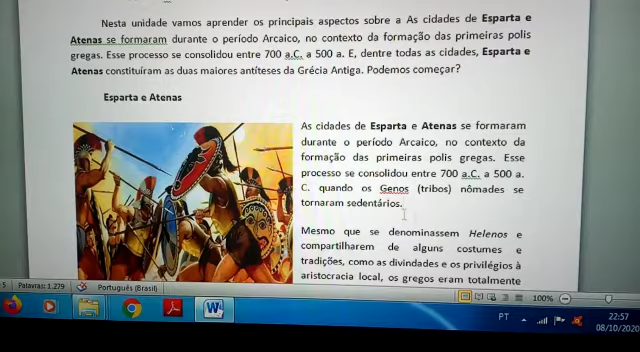 Nesta unidade vamos aprender os principais aspectos sobre a As cidades de Esparta e
Atenas se formaram durante o período Arcaico, no contexto da formação das primeiras polis
gregas. Esse processo se consolidou entre 700 a.C. a 500 a. E, dentre todas as cidades, Esparta e
Atenas constituíram as duas maiores antíteses da Grécia Antiga. Podemos começar?
Esparta e Atenas
As cidades de Esparta e Atenas se formaram
durante o período Arcaico, no contexto da
formação das primeiras polis gregas. Esse
processo se consolidou entre 700 a.C. a 500 a.
C. quando os Genos (tribos) nômades se
tornaram sedentários.
Mesmo que se denominassem Helenos e
compartilharem de alguns costumes e
tradições, como as divindades e os privilégios à
aristocracia local, os gregos eram totalmente
5 Palavras: 1.279 Português (Brasil) 100%
PT 22:57
08/10/2020